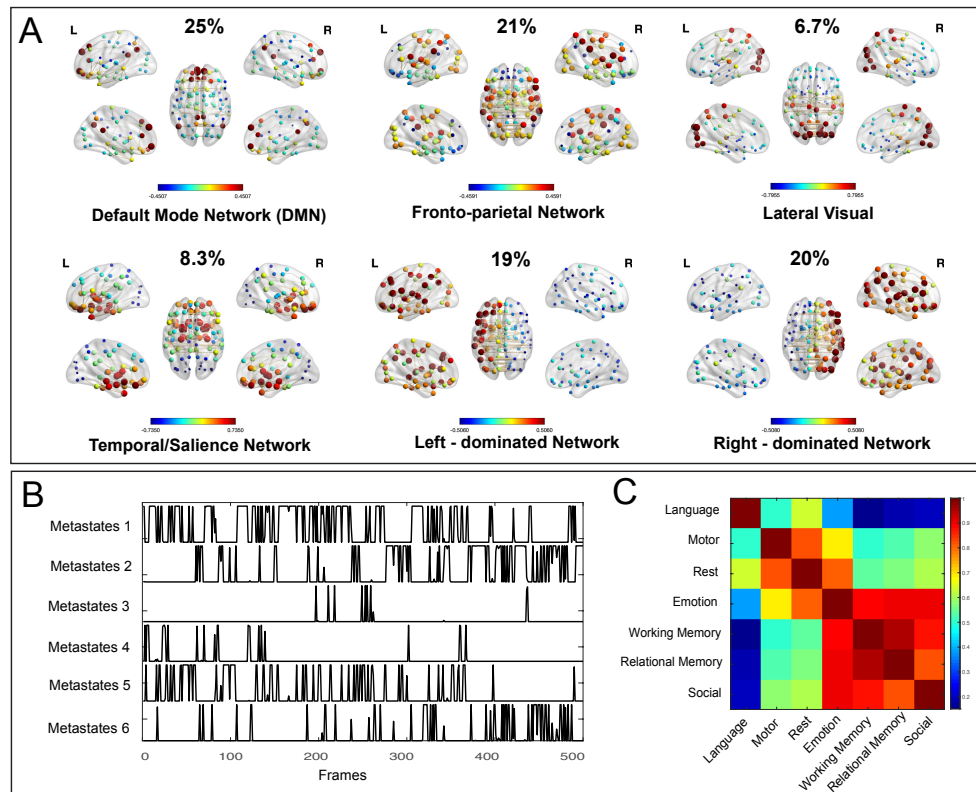 A
25%
L
R
-0.4507
0.4507
Default Mode Network (DMN)
21%
L
R
-0.4591
0.4591
Fronto-parietal Network
6.7%
L
R
-0.7955
0.7955
Lateral Visual
8.3%
L
R
-0.7350
0.7350
Temporal/Salience Network
19%
L
R
-0.5080
0.5080
Left - dominated Network
20%
L
R
-0.5080
0.5080
Right - dominated Network
B
Metastates 1
Metastates 2
Metastates 3
Metastates 4
Metastates 5
Metastates 6
0 100 200 300 400 500
Frames
C
Language
Motor
Rest
Emotion
Working Memory
Relational Memory
Social
Language
Motor
Rest
Emotion
Working Memory
Relational Memory
Social
1
0.9
0.8
0.7
0.6
0.5
0.4
0.3
0.2